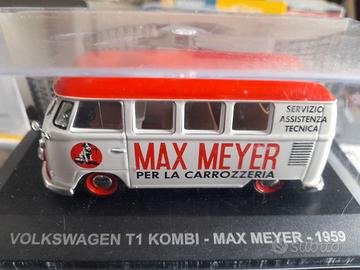 SERVIZIO
ASSISTENZA
TECNICA
MAX MEYER
PER LA CARROZZERIA
VOLKSWAGEN T1 KOMBI - MAX MEYER - 1959
Subito